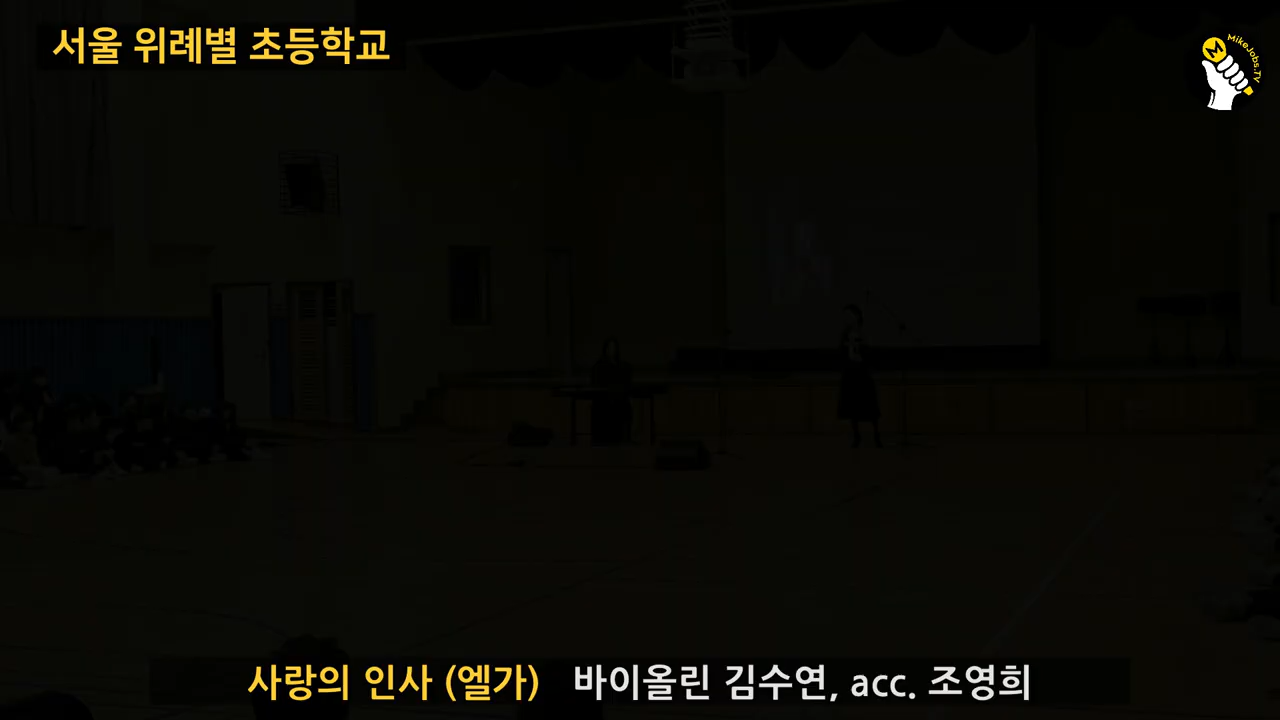 서울 위례별 초등학교
MikeJobs.TV
M
사랑의 인사 (엘가) 바이올린 김수연, acc. 조영희